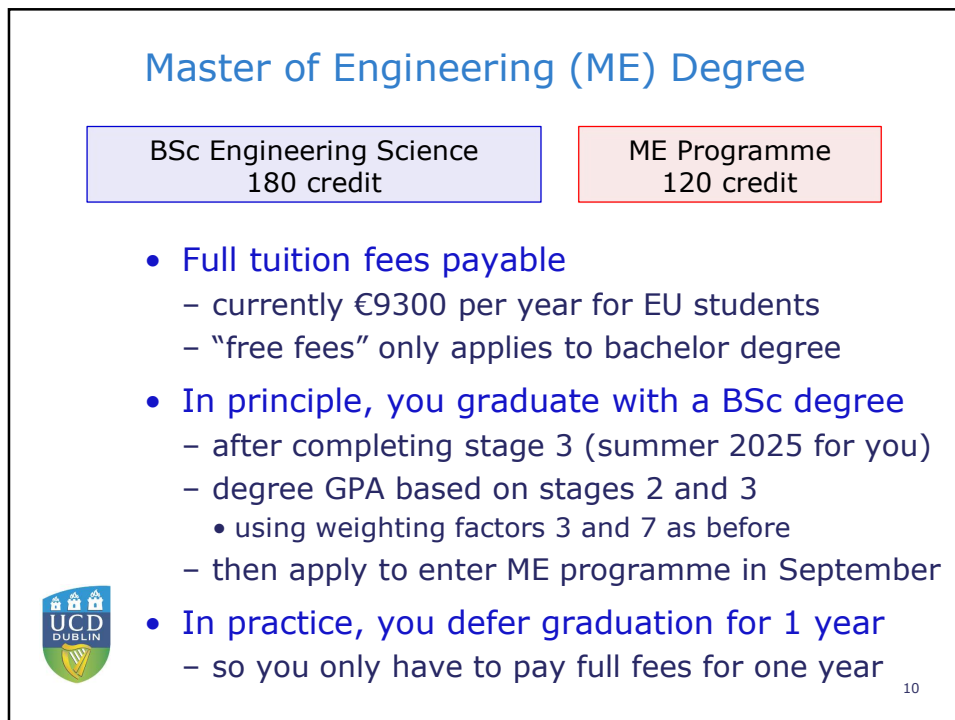 Master of Engineering (ME) Degree
BSc Engineering Science
180 credit
ME Programme
120 credit
• Full tuition fees payable
– currently €9300 per year for EU students
– “free fees” only applies to bachelor degree
• In principle, you graduate with a BSc degree
– after completing stage 3 (summer 2025 for you)
– degree GPA based on stages 2 and 3
• using weighting factors 3 and 7 as before
– then apply to enter ME programme in September
• In practice, you defer graduation for 1 year
– so you only have to pay full fees for one year
UCD
DUBLIN
10